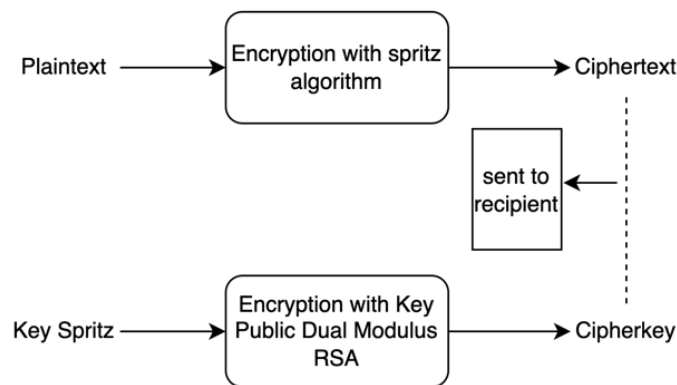 Plaintext
Encryption with spritz
algorithm
Ciphertext
sent to
recipient
Key Spritz
Encryption with Key
Public Dual Modulus
RSA
Cipherkey